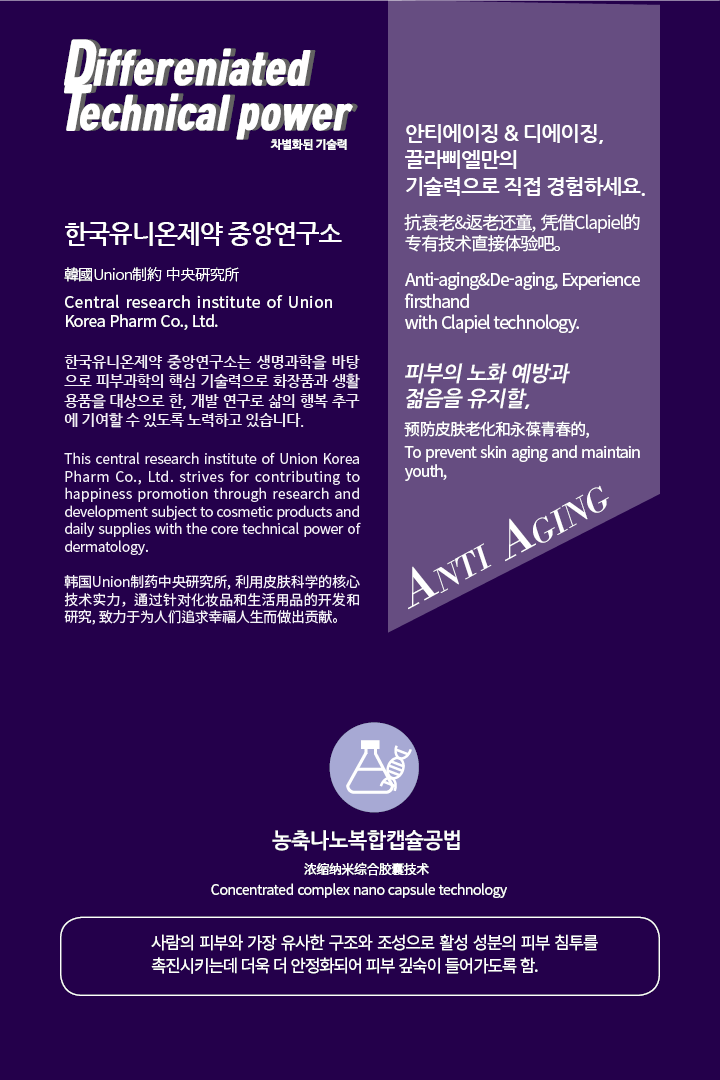 Differeniated
Technical power
차별화된 기술력
한국유니온제약 중앙연구소
韓國Union制約 中央研究所
Central research institute of Union
Korea Pharm Co., Ltd.
한국유니온제약 중앙연구소는 생명과학을 바탕
으로 피부과학의 핵심 기술력으로 화장품과 생활
용품을 대상으로 한, 개발 연구로 삶의 행복 추구
에 기여할 수 있도록 노력하고 있습니다.
This central research institute of Union Korea
Pharm Co., Ltd. strives for contributing to
happiness promotion through research and
development subject to cosmetic products and
daily supplies with the core technical power of
dermatology.
韩国Union制药中央研究所, 利用皮肤科学的核心
技术实力，通过针对化妆品和生活用品的开发和
研究, 致力于为人们追求幸福人生而做出贡献。
안티에이징 & 디에이징,
끌라삐엘만의
기술력으로 직접 경험하세요.
抗衰老&返老还童, 凭借Clapiel的
专有技术直接体验吧。
Anti-aging&De-aging, Experience
firsthand
with Clapiel technology.
피부의 노화 예방과
젊음을 유지할,
预防皮肤老化和永葆青春的,
To prevent skin aging and maintain
youth,
ANTI AGING
농축나노복합캡슐공법
浓缩纳米综合胶囊技术
Concentrated complex nano capsule technology
사람의 피부와 가장 유사한 구조와 조성으로 활성 성분의 피부 침투를
촉진시키는데 더욱 더 안정화되어 피부 깊숙이 들어가도록 함.